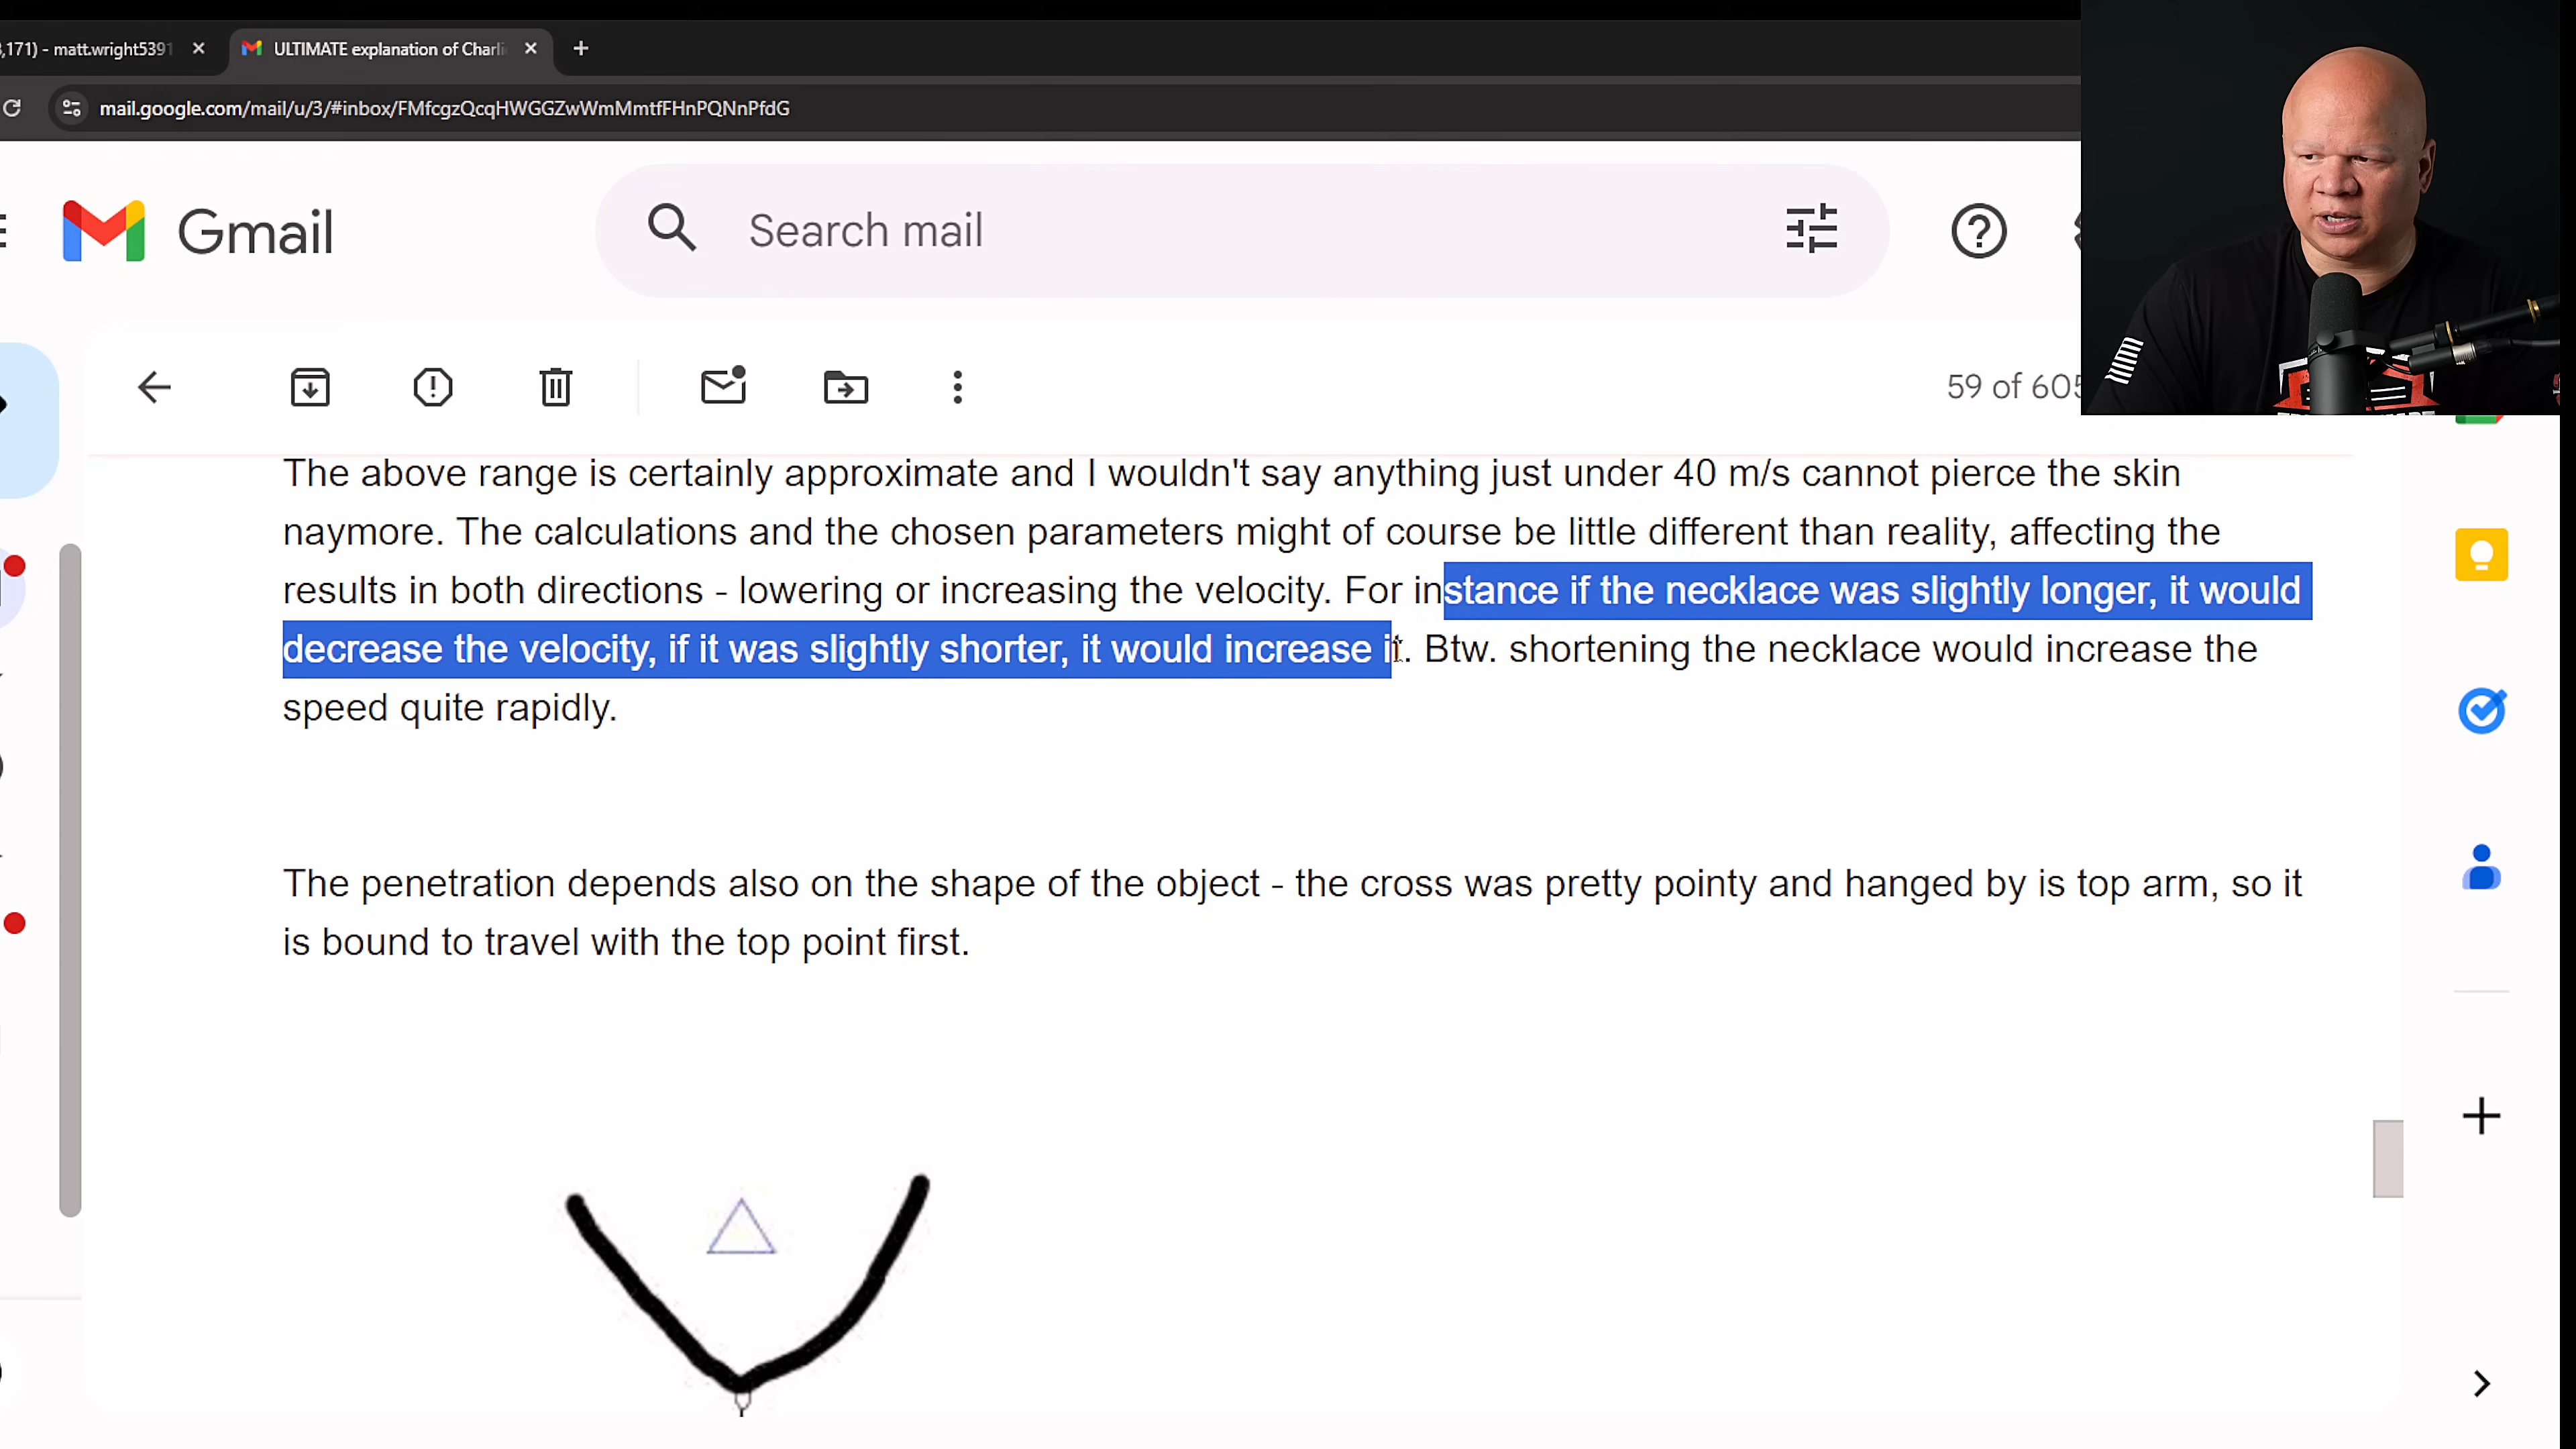 ,171) - matt.wright5391
ULTIMATE explanation of Charli
mail.google.com/mail/u/3/#inbox/FMfcgzQcqHWGGZwWmMmtfFHnPQNnPfdG
Gmail
Search mail
59 of 605
The above range is certainly approximate and I wouldn't say anything just under 40 m/s cannot pierce the skin
naymore. The calculations and the chosen parameters might of course be little different than reality, affecting the
results in both directions - lowering or increasing the velocity. For instance if the necklace was slightly longer, it would
decrease the velocity, if it was slightly shorter, it would increase it. Btw. shortening the necklace would increase the
speed quite rapidly.
The penetration depends also on the shape of the object - the cross was pretty pointy and hanged by is top arm, so it
is bound to travel with the top point first.